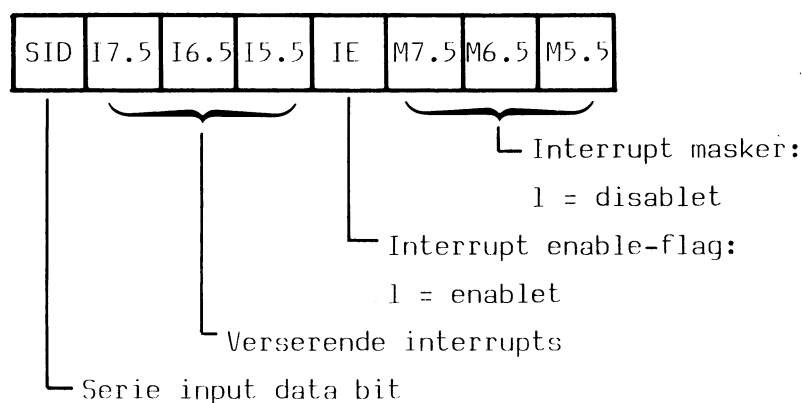 SID I7.5 I6.5 I5.5 IE M7.5 M6.5 M5.5
Interrupt masker:
1 = disablet
Interrupt enable-flag:
1 = enablet
Verserende interrupts
Serie input data bit